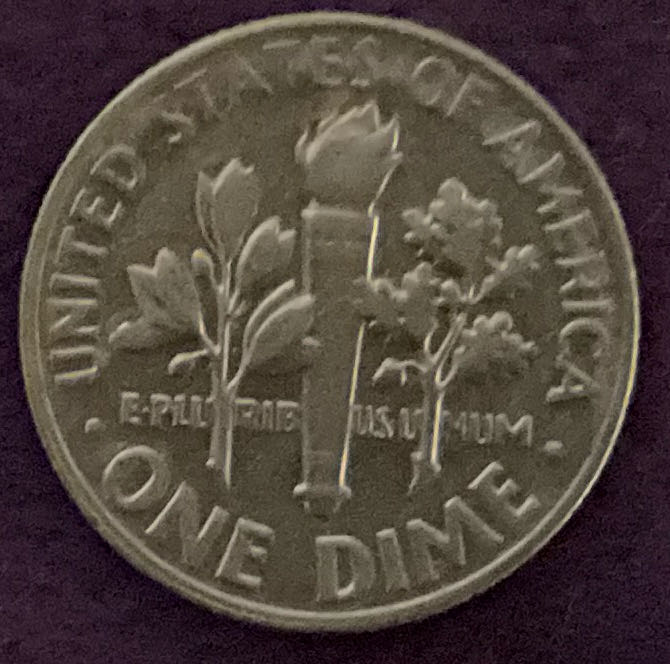 UNITED STATES OF AMERICA
E·PLURIBUS UNUM
· ONE DIME ·